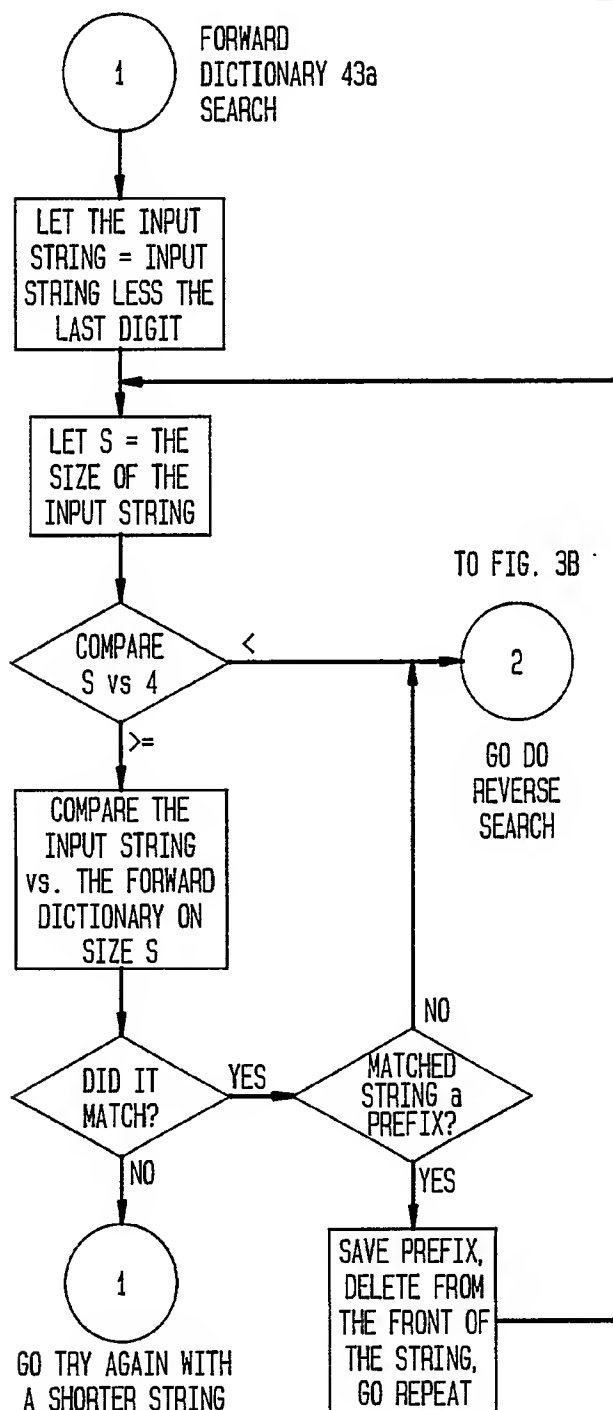 1
FORWARD
DICTIONARY 43a
SEARCH
LET THE INPUT
STRING = INPUT
STRING LESS THE
LAST DIGIT
LET S = THE
SIZE OF THE
INPUT STRING
TO FIG. 3B
COMPARE
S vs 4
<
2
>=
GO DO
REVERSE
SEARCH
COMPARE THE
INPUT STRING
vs. THE FORWARD
DICTIONARY ON
SIZE S
NO
DID IT
MATCH?
YES
MATCHED
STRING a
PREFIX?
NO
YES
1
GO TRY AGAIN WITH
A SHORTER STRING
SAVE PREFIX,
DELETE FROM
THE FRONT OF
THE STRING,
GO REPEAT